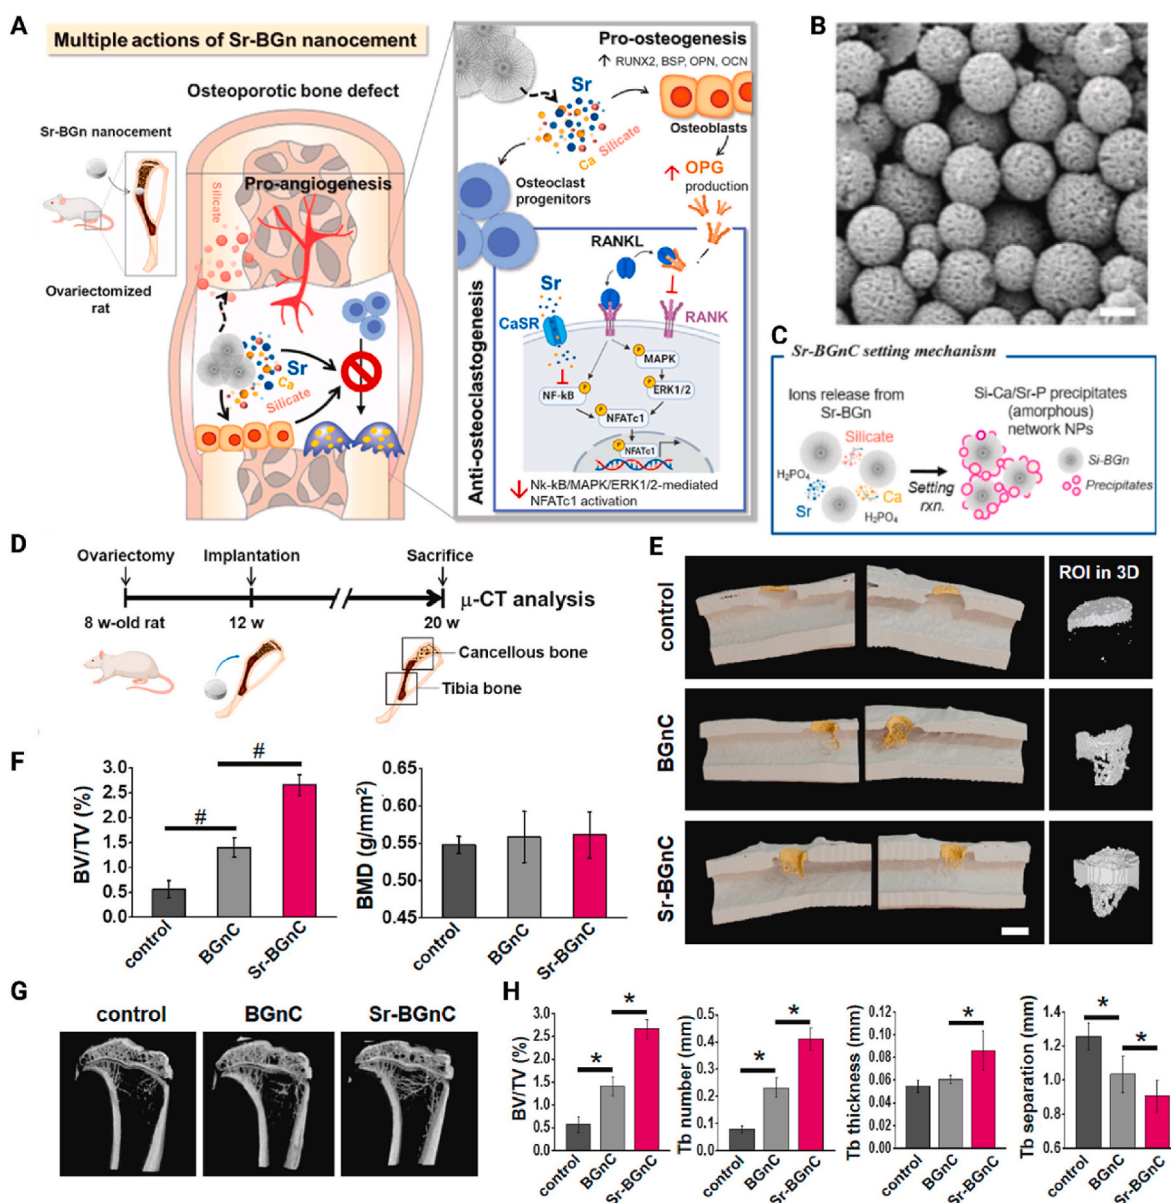 A
Multiple actions of Sr-BGn nanocement
Osteoporotic bone defect
Sr-BGn nanocement
Ovariectomized
rat
Silicate
Pro-angiogenesis
Sr
Ca
Silicate
Pro-osteogenesis
↑ RUNX2, BSP, OPN, OCN
Sr
Silicate
Ca
Osteoblasts
Osteoclast
progenitors
↑ OPG
production
Anti-osteoclastogenesis
RANKL
Sr
CaSR
RANK
P
MAPK
P
NF-kB
P
ERK1/2
P
NFATc1
P
NFATc1
↓ Nk-kB/MAPK/ERK1/2-mediated
NFATc1 activation
B
C
Sr-BGnC setting mechanism
Ions release from
Sr-BGn
Si-Ca/Sr-P precipitates
(amorphous)
network NPs
Silicate
H2PO4
Ca
Sr
H2PO4
Setting
rxn.
Si-BGn
Precipitates
D
Ovariectomy
Implantation
Sacrifice
μ-CT analysis
8 w-old rat
12 w
20 w
Cancellous bone
Tibia bone
E
control
BGnC
Sr-BGnC
ROI in 3D
F
BV/TV (%)
3.0
2.5
2.0
1.5
1.0
0.5
0.0
#
#
control
BGnC
Sr-BGnC
BMD (g/mm2)
0.65
0.60
0.55
0.50
0.45
control
BGnC
Sr-BGnC
G
control
BGnC
Sr-BGnC
H
BV/TV (%)
3.0
2.5
2.0
1.5
1.0
0.5
0.0
*
*
control
BGnC
Sr-BGnC
Tb number (mm)
0.5
0.4
0.3
0.2
0.1
0.0
*
*
control
BGnC
Sr-BGnC
Tb thickness (mm)
0.12
0.10
0.08
0.06
0.04
0.02
0.00
*
control
BGnC
Sr-BGnC
Tb separation (mm)
1.4
1.2
1.0
0.8
0.6
*
*
control
BGnC
Sr-BGnC